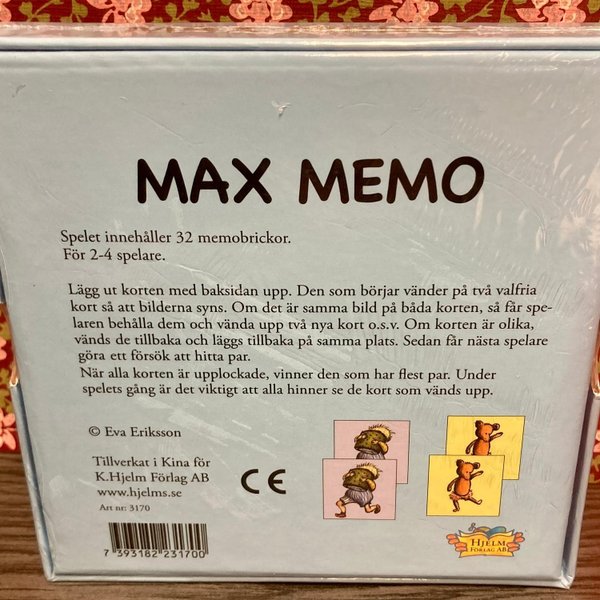 MAX MEMO
Spelet innehåller 32 memobrickor.
För 2-4 spelare.
Lägg ut korten med baksidan upp. Den som börjar vänder på två valfria
kort så att bilderna syns. Om det är samma bild på båda korten, så får spe-
laren behålla dem och vända upp två nya kort o.s.v. Om korten är olika,
vänds de tillbaka och läggs tillbaka på samma plats. Sedan får nästa spelare
göra ett försök att hitta par.
När alla korten är upplockade, vinner den som har flest par. Under
spelets gång är det viktigt att alla hinner se de kort som vänds upp.
© Eva Eriksson
Tillverkat i Kina för
K.Hjelm Förlag AB
www.hjelms.se
Art nr: 3170
CE
7 393182 231700
HJELM
FÖRLAG AB